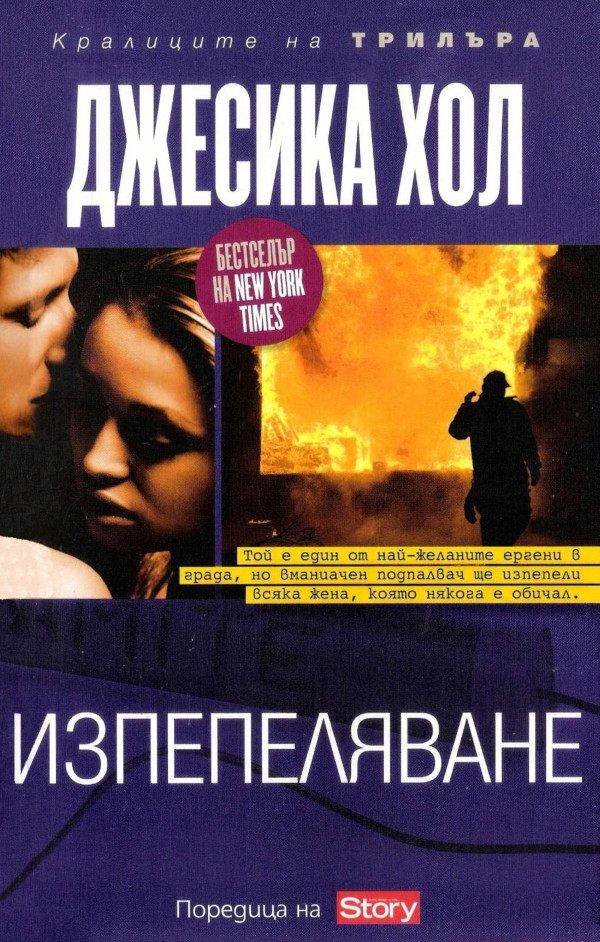 Кралиците на ТРИЛЪРА
ДЖЕСИКА ХОЛ
БЕСТСЕЛЪР
НА NEW YORK
TIMES
Той е един от най-желаните ергени в
града, но вманиачен подпалвач ще изпепели
всяка жена, която някога е обичал.
ИЗПЕПЕЛЯВАНЕ
Поредица на Story